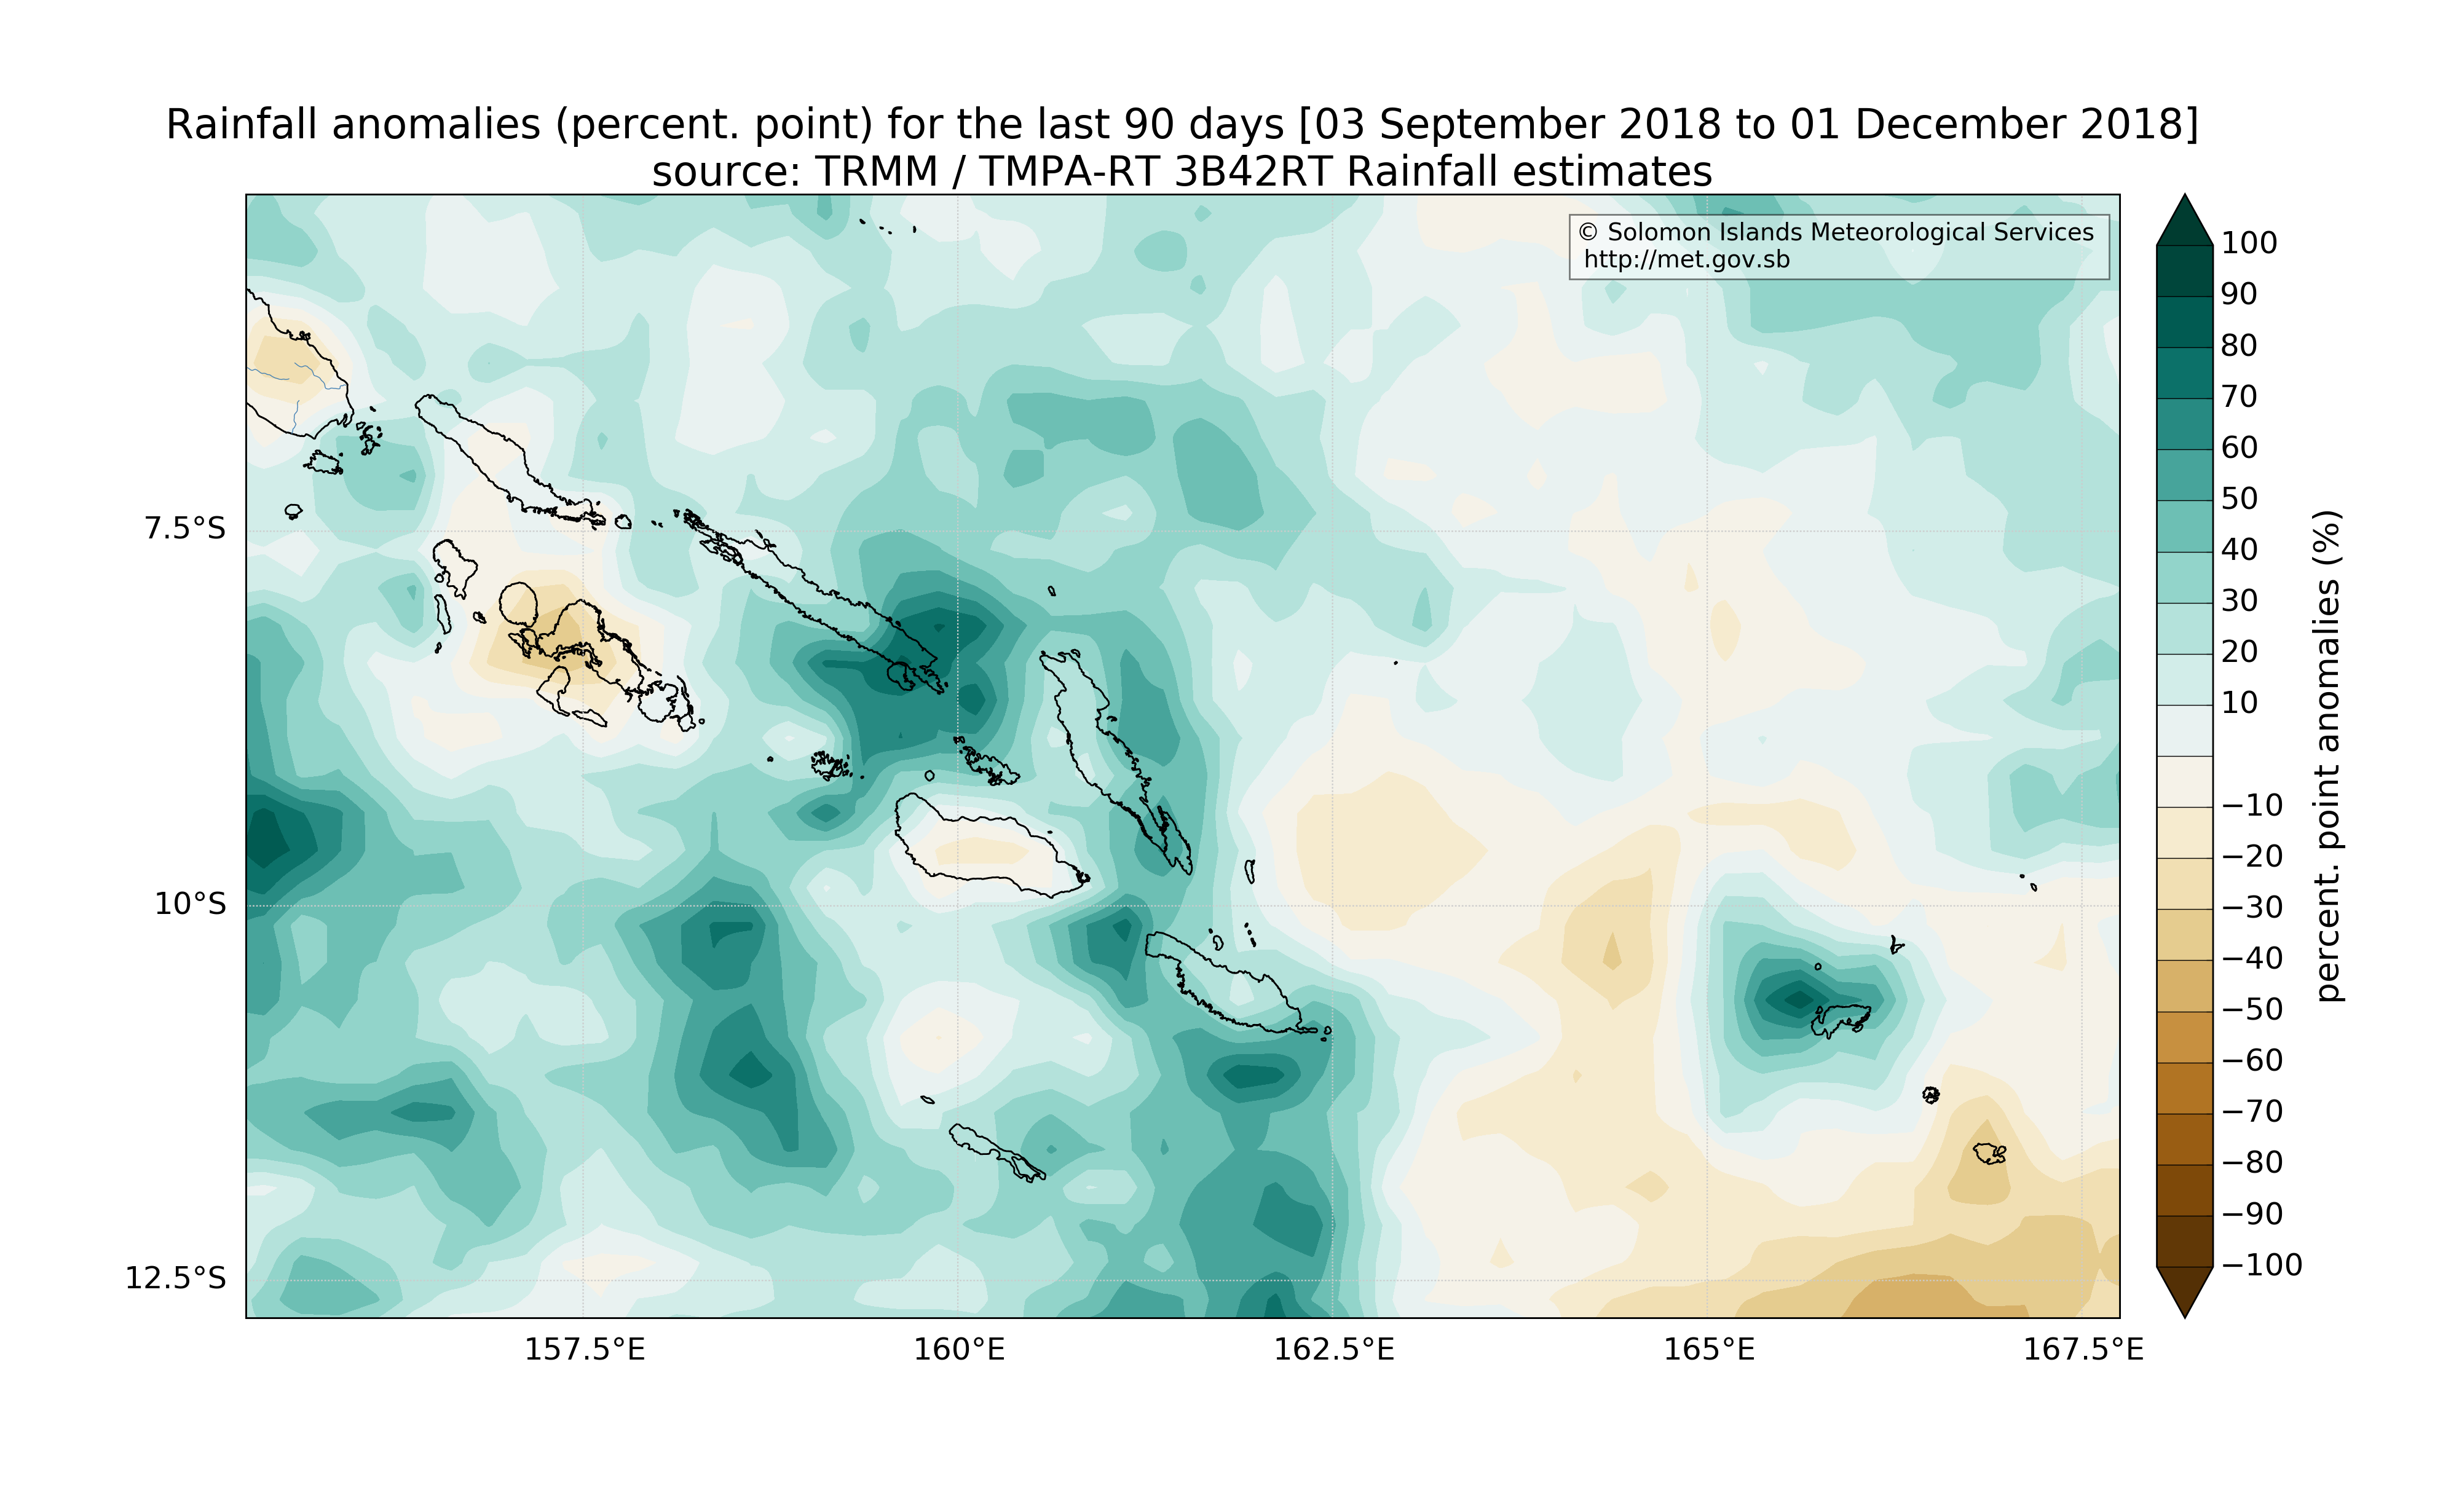 Rainfall anomalies (percent. point) for the last 90 days [03 September 2018 to 01 December 2018]
source: TRMM / TMPA-RT 3B42RT Rainfall estimates
© Solomon Islands Meteorological Services
http://met.gov.sb
7.5°S
10°S
12.5°S
157.5°E
160°E
162.5°E
165°E
167.5°E
100
90
80
70
60
50
40
30
20
10
−10
−20
−30
−40
−50
−60
−70
−80
−90
−100
percent. point anomalies (%)